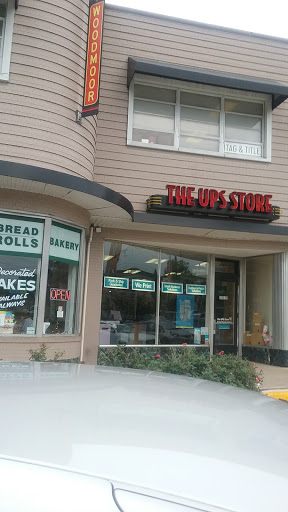 WOODMOOR
TAG & TITLE
THE UPS STORE
BREAD
ROLLS
BAKERY
Decorated
CAKES
AVAILABLE
ALWAYS
OPEN
We Print